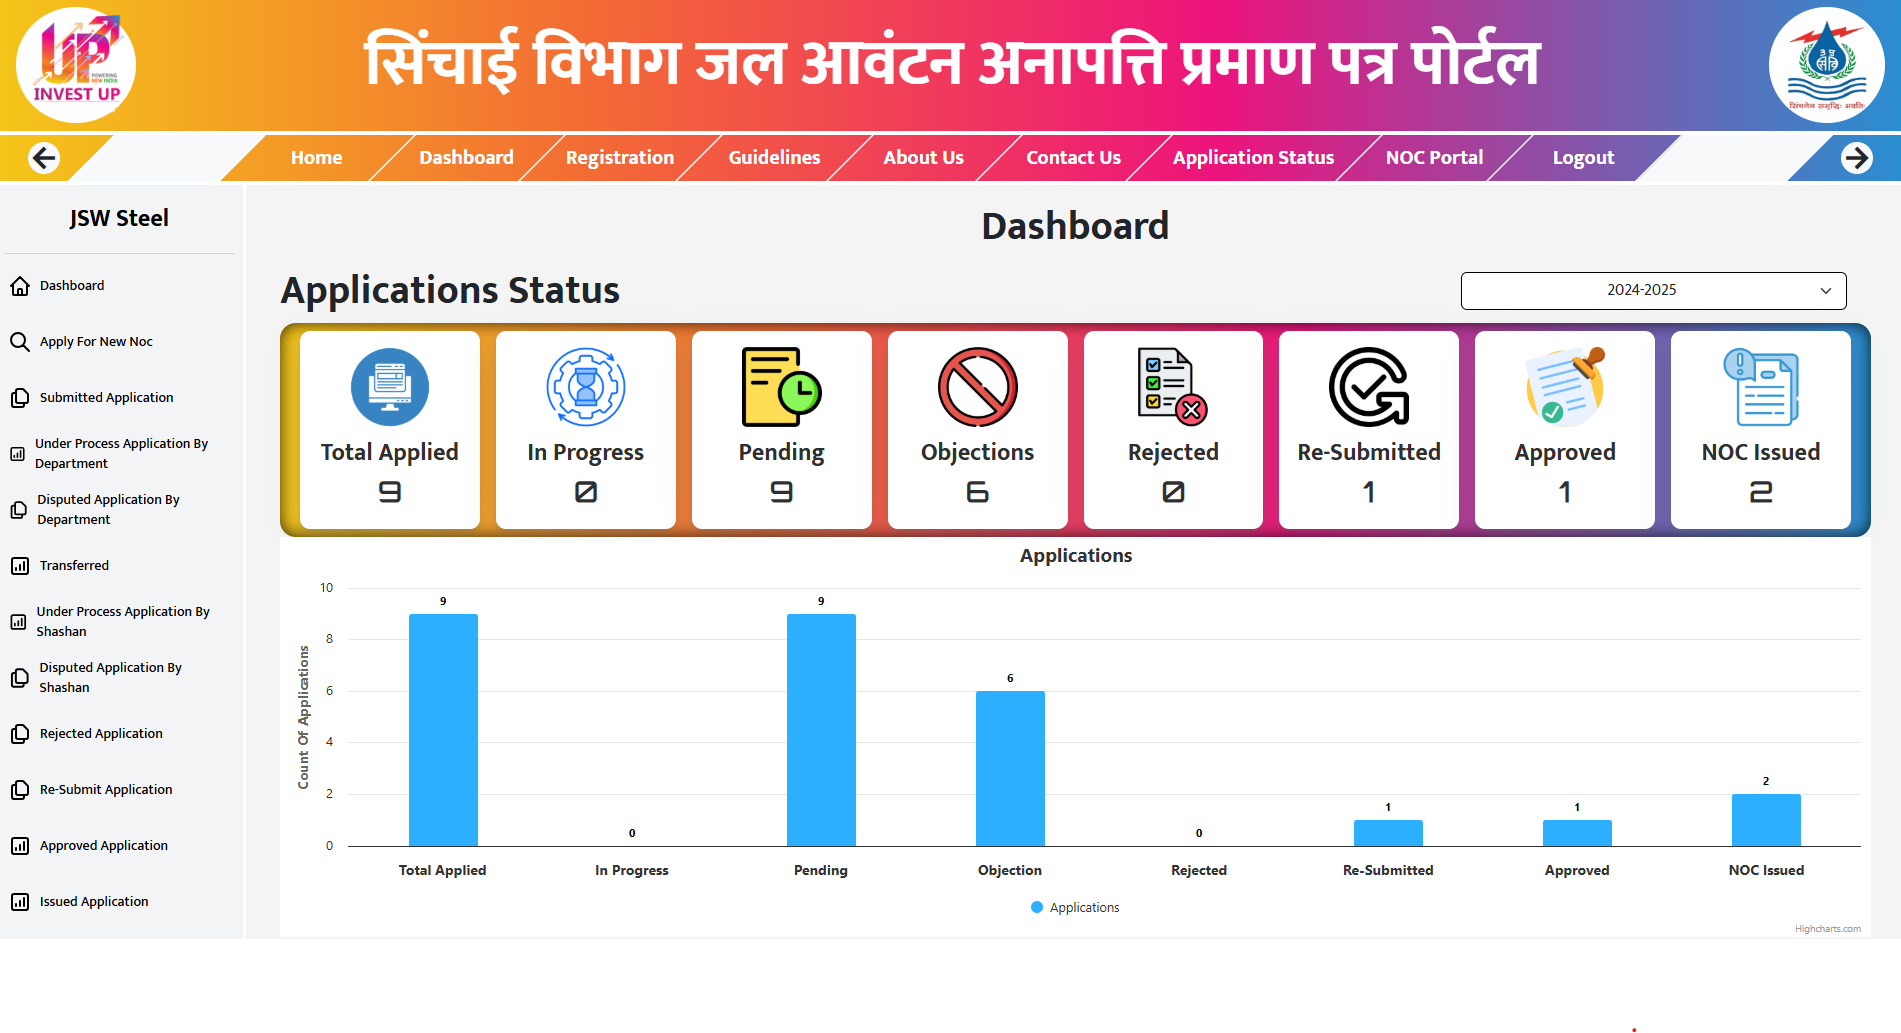 UP
POWERING
NEW INDIA
INVEST UP
सिंचाई विभाग जल आवंटन अनापत्ति प्रमाण पत्र पोर्टल
सिंचनेन समृद्धिः भवति
Home
Dashboard
Registration
Guidelines
About Us
Contact Us
Application Status
NOC Portal
Logout
JSW Steel
Dashboard
Apply For New Noc
Submitted Application
Under Process Application By
Department
Disputed Application By
Department
Transferred
Under Process Application By
Shashan
Disputed Application By
Shashan
Rejected Application
Re-Submit Application
Approved Application
Issued Application
Dashboard
Applications Status
2024-2025
Total Applied
9
In Progress
0
Pending
9
Objections
6
Rejected
0
Re-Submitted
1
Approved
1
NOC Issued
2
Applications
Count Of Applications
10
8
6
4
2
0
9
0
9
6
0
1
1
2
Total Applied
In Progress
Pending
Objection
Rejected
Re-Submitted
Approved
NOC Issued
Applications
Highcharts.com